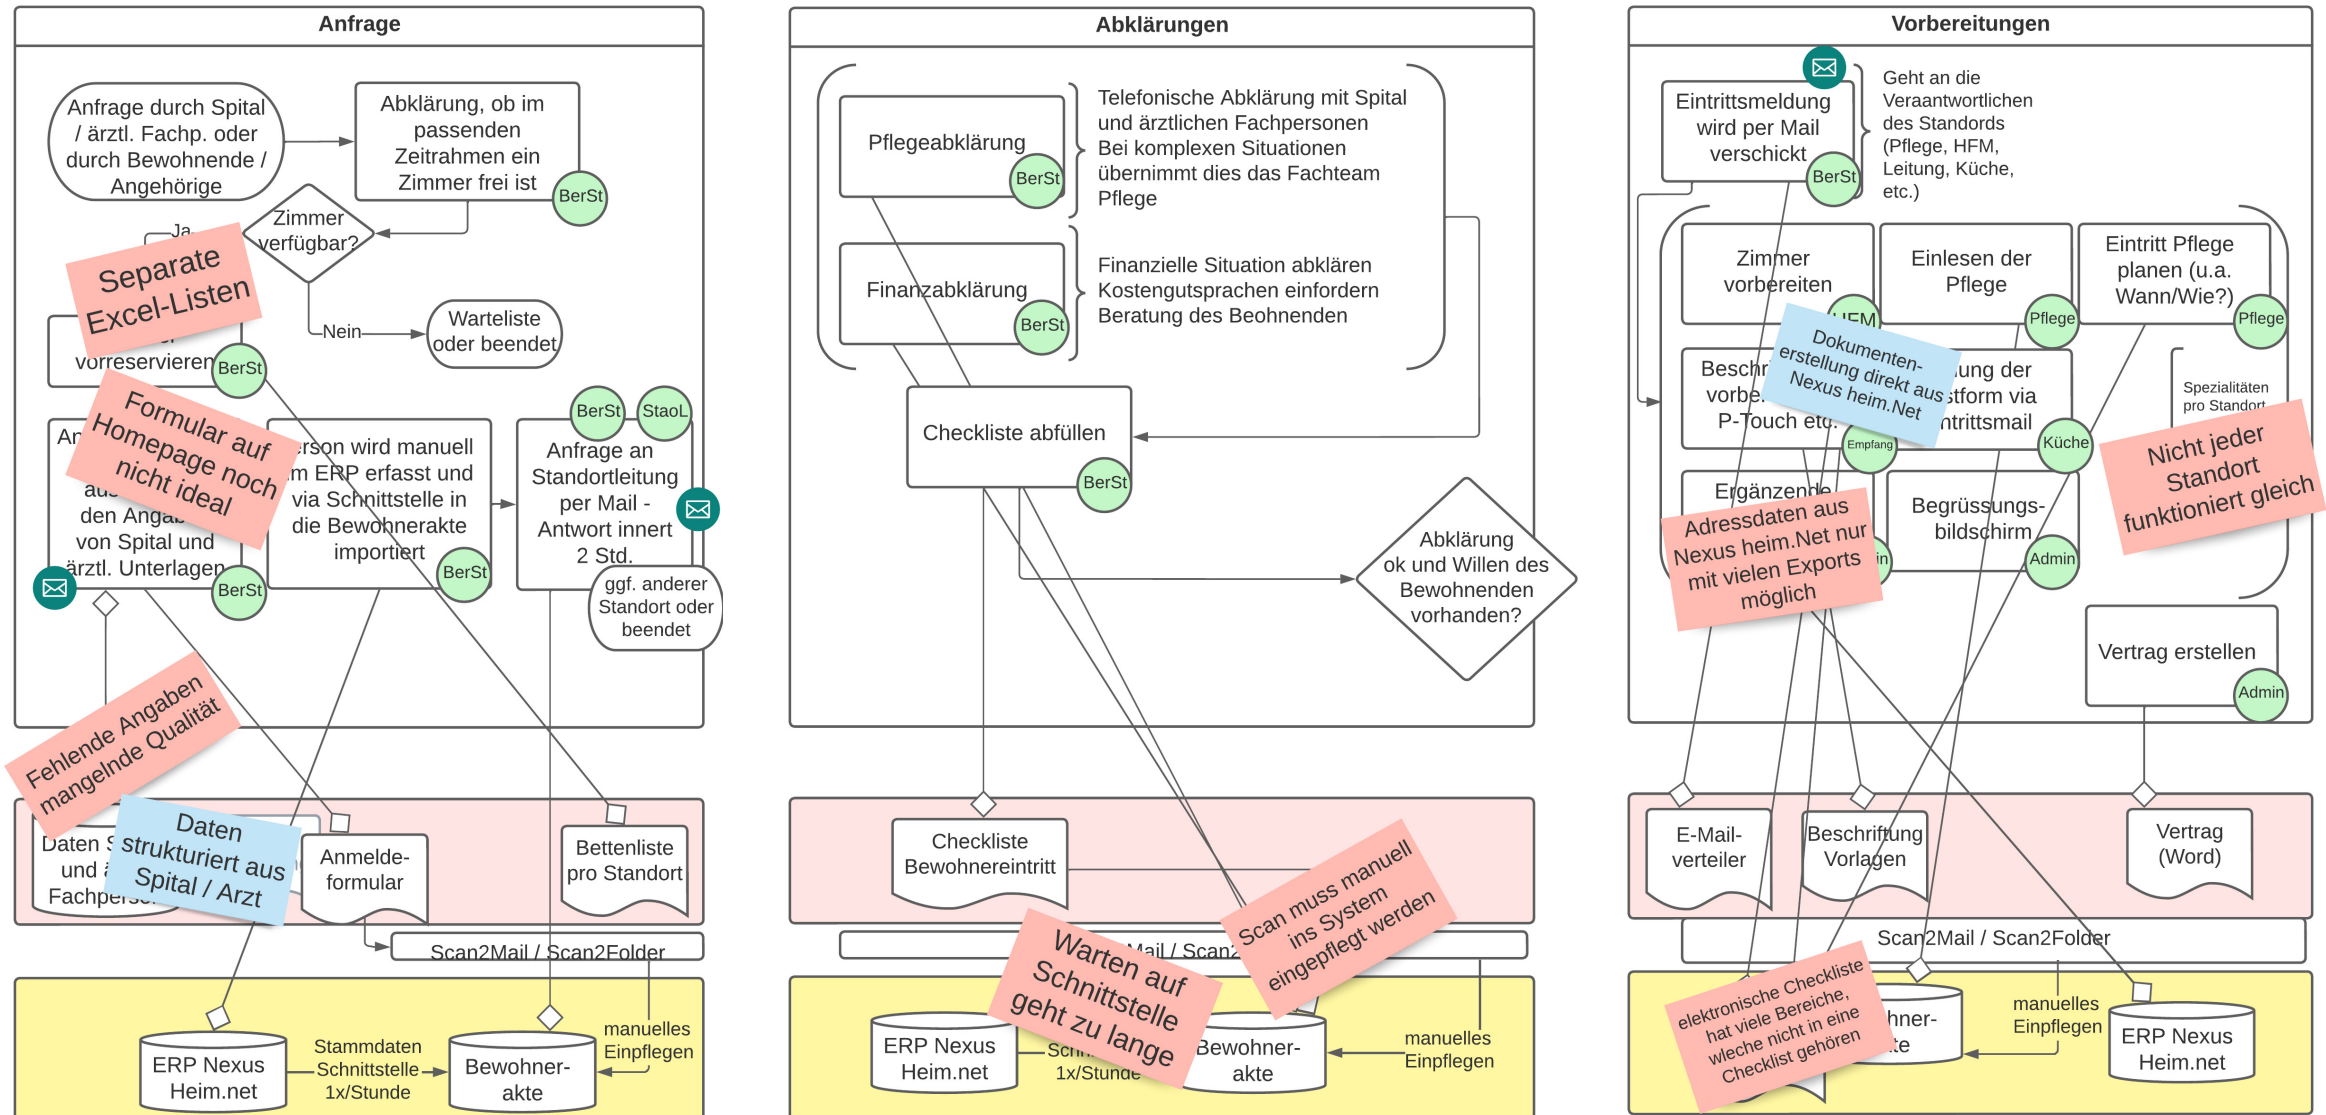 Anfrage
Anfrage durch Spital
/ ärztl. Fachp. oder
durch Bewohnende /
Angehörige
Abklärung, ob im
passenden
Zeitrahmen ein
Zimmer frei ist
BerSt
Zimmer
verfügbar?
Ja
Nein
Warteliste
oder beendet
Separate
Excel-Listen
vorreservieren
BerSt
Formular auf
Homepage noch
nicht ideal
den
von Spital und
ärztl. Unterlagen
BerSt
wird manuell
ERP erfasst und
via Schnittstelle in
die Bewohnerakte
importiert
BerSt
BerSt
StaoL
Anfrage an
Standortleitung
per Mail -
Antwort innert
2 Std.
ggf. anderer
Standort oder
beendet
Fehlende Angaben
mangelnde Qualität
Daten
und
Daten
strukturiert aus
Spital / Arzt
Anmelde-
formular
Bettenliste
pro Standort
Scan2Mail / Scan2Folder
ERP Nexus
Heim.net
Stammdaten
Schnittstelle
1x/Stunde
Bewohner-
akte
manuelles
Einpflegen
Abklärungen
Pflegeabklärung
BerSt
Telefonische Abklärung mit Spital
und ärztlichen Fachpersonen
Bei komplexen Situationen
übernimmt dies das Fachteam
Pflege
Finanzabklärung
BerSt
Finanzielle Situation abklären
Kostengutsprachen einfordern
Beratung des Beohnenden
Checkliste abfüllen
BerSt
Abklärung
ok und Willen des
Bewohnenden
vorhanden?
Checkliste
Bewohnereintritt
Scan muss manuell
ins System
eingepflegt werden
Warten auf
Schnittstelle
geht zu lange
ERP Nexus
Heim.net
1x/Stunde
Bewohner-
akte
manuelles
Einpflegen
Vorbereitungen
Eintrittsmeldung
wird per Mail
verschickt
BerSt
Geht an die
Veraantwortlichen
des Standords
(Pflege, HFM,
Leitung, Küche,
etc.)
Zimmer
vorbereiten
HFM
Einlesen der
Pflege
Pflege
Eintritt Pflege
planen (u.a.
Wann/Wie?)
Pflege
Dokumenten-
erstellung direkt aus
Nexus heim.Net
P-Touch etc.
Empfang
der
via
Küche
Spezialitäten
pro Standort
Nicht jeder
Standort
funktioniert gleich
Ergänzende
Adressdaten aus
Nexus heim.Net nur
mit vielen Exports
möglich
Begrüssungs-
bildschirm
Admin
Vertrag erstellen
Admin
E-Mail-
verteiler
Beschriftung
Vorlagen
Vertrag
(Word)
Scan2Mail / Scan2Folder
elektronische Checkliste
hat viele Bereiche,
wleche nicht in eine
Checklist gehören
manuelles
Einpflegen
ERP Nexus
Heim.net